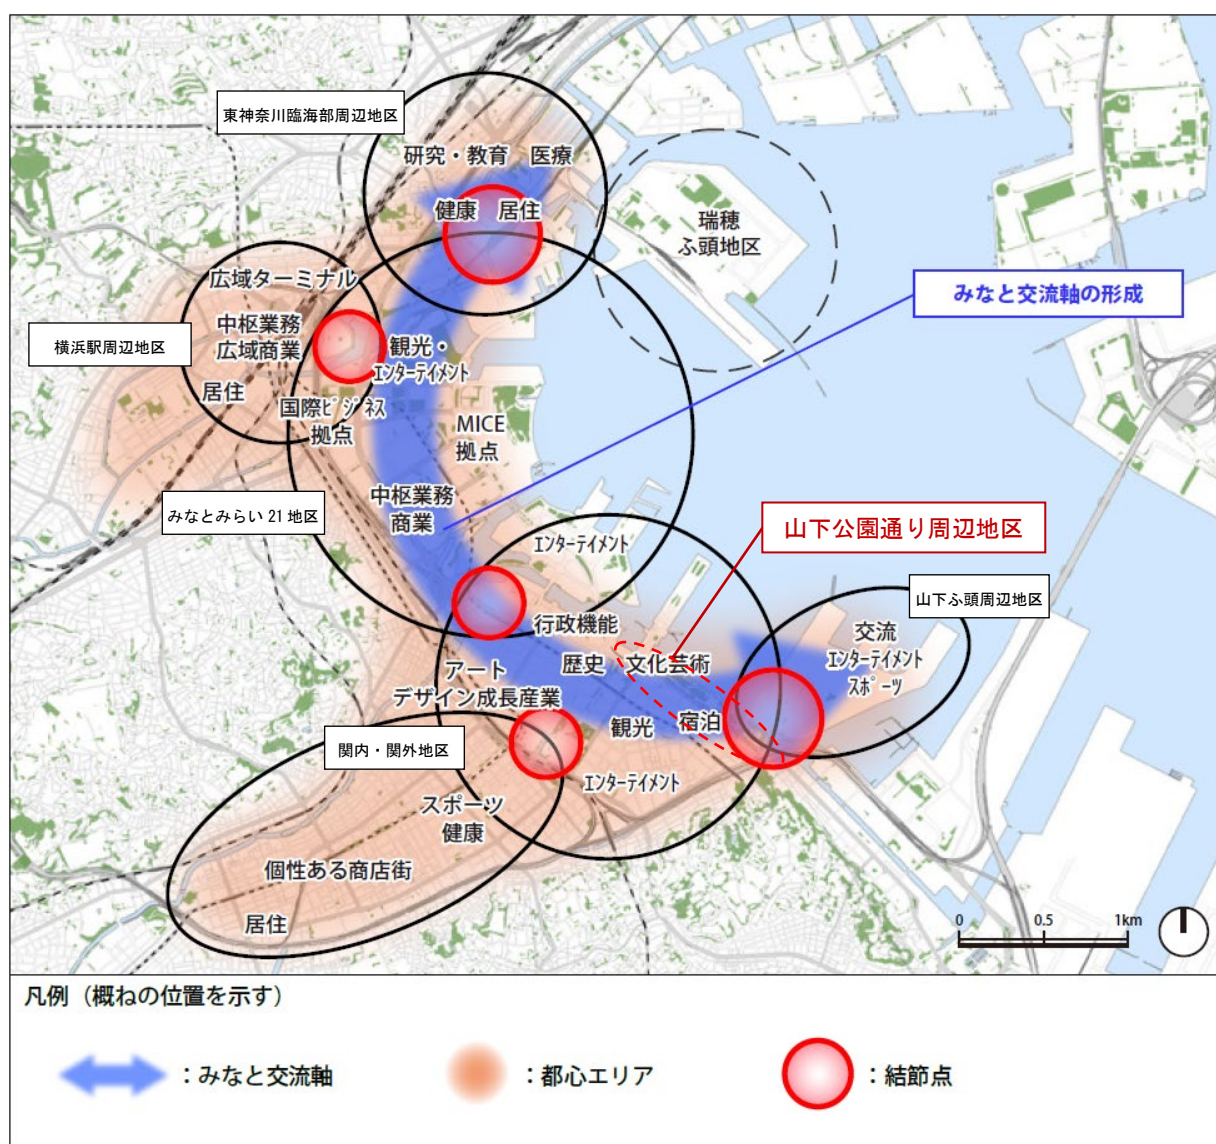 東神奈川臨海部周辺地区
研究・教育 医療
健康 居住
瑞穂
ふ頭地区
広域ターミナル
みなと交流軸の形成
中枢業務
広域商業
横浜駅周辺地区
観光・
エンターテイメント
居住
国際ビジネス
拠点
MICE
拠点
みなとみらい21地区
中枢業務
商業
エンターテイメント
山下公園通り周辺地区
山下ふ頭周辺地区
行政機能
交流
エンターテイメント
スポーツ
歴史
文化芸術
アート
デザイン成長産業
観光
宿泊
関内・関外地区
エンターテイメント
スポーツ
健康
個性ある商店街
居住
0 0.5 1km
凡例（概ねの位置を示す）
：みなと交流軸
：都心エリア
：結節点